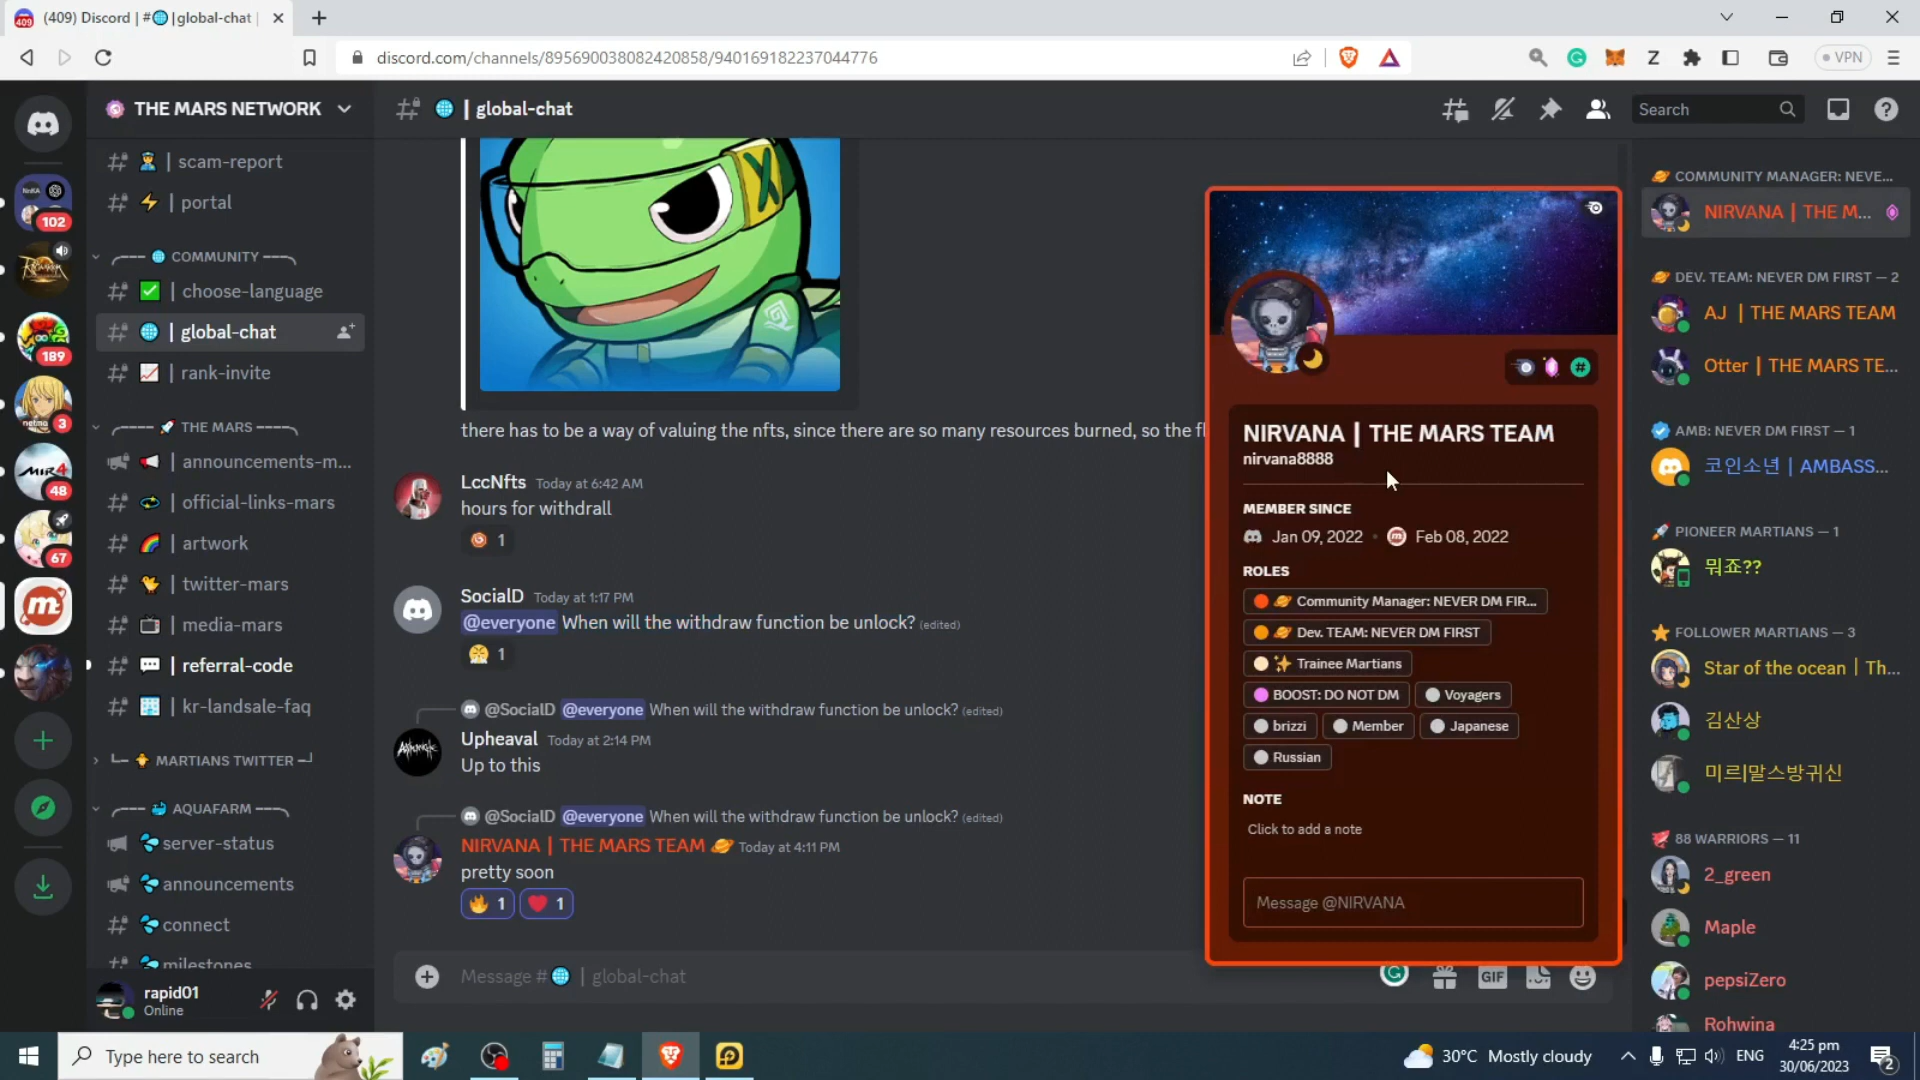 (409) Discord | #🌐 | global-chat |
discord.com/channels/895690038082420858/940169182237044776
VPN
THE MARS NETWORK
| scam-report
| portal
COMMUNITY
| choose-language
| global-chat
| rank-invite
THE MARS
| announcements-m...
| official-links-mars
| artwork
| twitter-mars
| media-mars
| referral-code
| kr-landsale-faq
MARTIANS TWITTER
AQUAFARM
server-status
announcements
connect
milestones
102
189
3
48
67
rapid01
Online
| global-chat
Search
there has to be a way of valuing the nfts, since there are so many resources burned, so the fl
LccNfts Today at 6:42 AM
hours for withdrall
1
SocialD Today at 1:17 PM
@everyone When will the withdraw function be unlock? (edited)
1
@SocialD @everyone When will the withdraw function be unlock? (edited)
Upheaval Today at 2:14 PM
Up to this
@SocialD @everyone When will the withdraw function be unlock? (edited)
NIRVANA | THE MARS TEAM 🪐 Today at 4:11 PM
pretty soon
🔥 1 ❤️ 1
Message #🌐 | global-chat
GIF
NIRVANA | THE MARS TEAM
nirvana8888
MEMBER SINCE
Jan 09, 2022 • Feb 08, 2022
ROLES
🪐 Community Manager: NEVER DM FIR...
🪐 Dev. TEAM: NEVER DM FIRST
✨ Trainee Martians
BOOST: DO NOT DM
Voyagers
brizzi
Member
Japanese
Russian
NOTE
Click to add a note
Message @NIRVANA
🪐 COMMUNITY MANAGER: NEVE...
NIRVANA | THE M...
🪐 DEV. TEAM: NEVER DM FIRST — 2
AJ | THE MARS TEAM
Otter | THE MARS TE...
AMB: NEVER DM FIRST — 1
코인소년 | AMBASS...
🚀 PIONEER MARTIANS — 1
뭐죠??
⭐ FOLLOWER MARTIANS — 3
Star of the ocean | Th...
김산상
미르|말스방귀신
88 WARRIORS — 11
2_green
Maple
pepsiZero
Rohwina
Type here to search
30°C Mostly cloudy
ENG
4:25 pm
30/06/2023
2